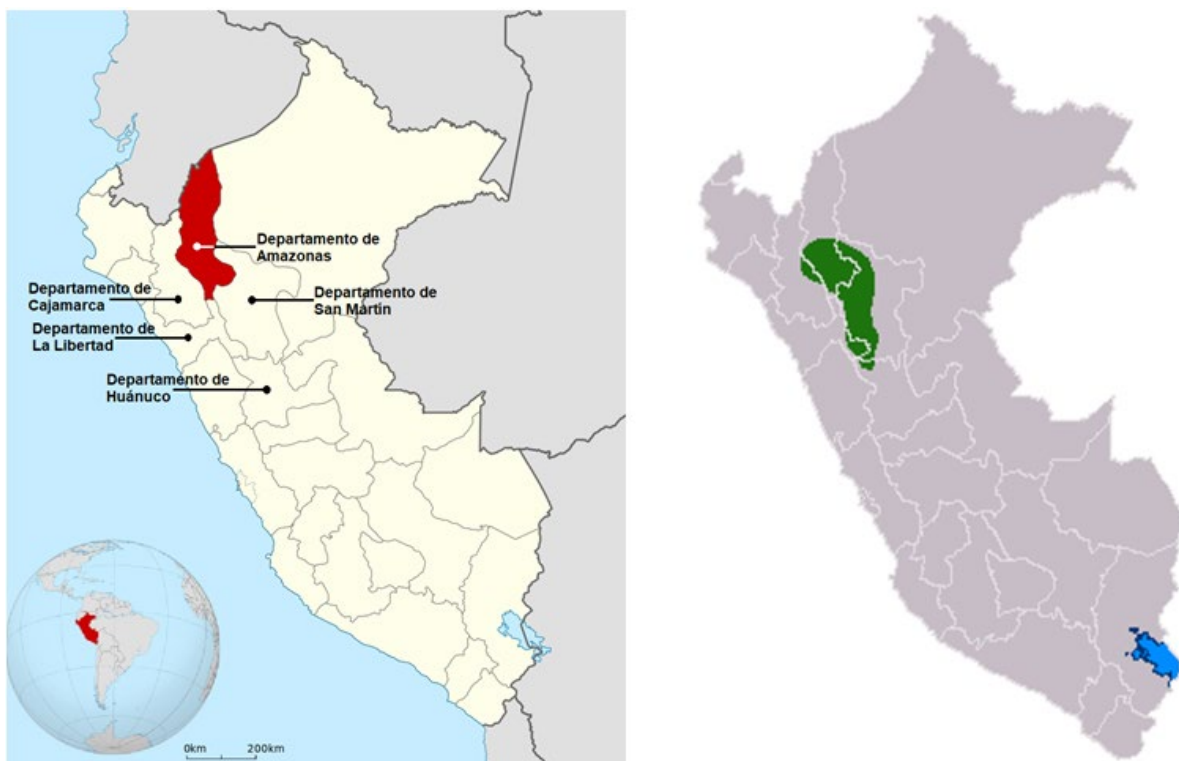 Departamento de
Amazonas
Departamento de
Cajamarca
Departamento de
San Martín
Departamento de
La Libertad
Departamento de
Huánuco
0km 200km